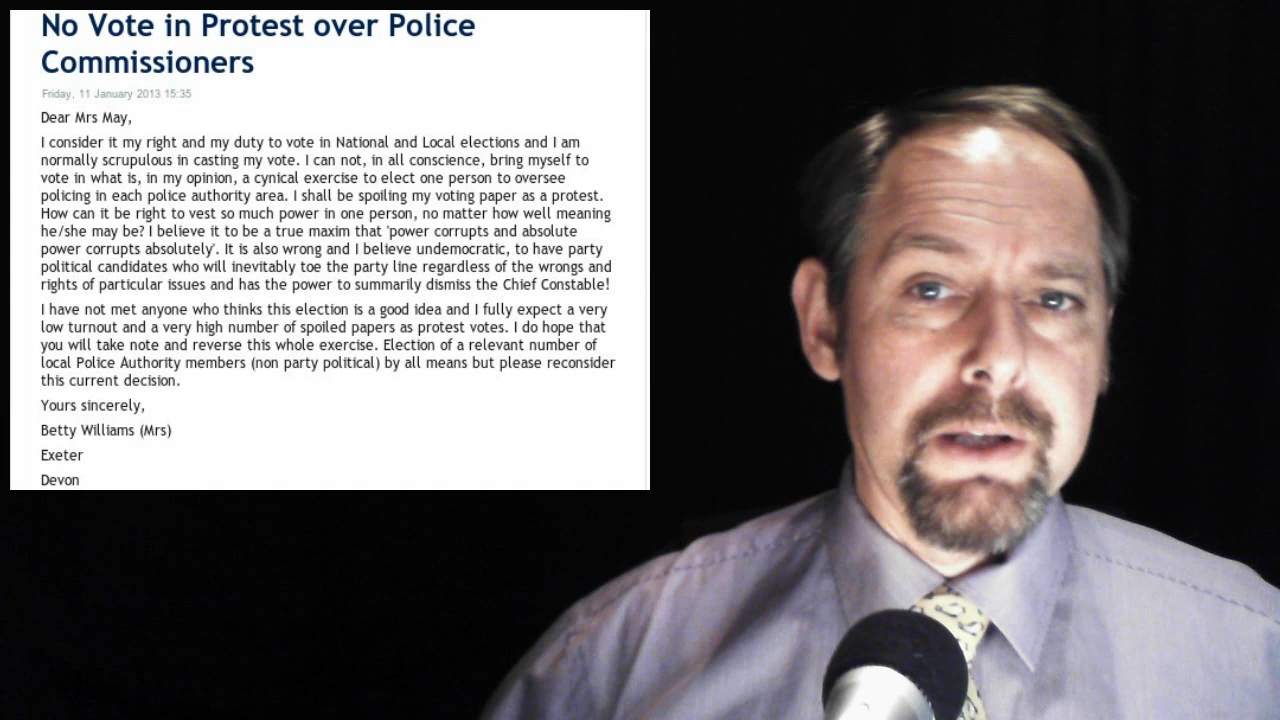 No Vote in Protest over Police
Commissioners
Friday, 11 January 2013 15:35
Dear Mrs May,
I consider it my right and my duty to vote in National and Local elections and I am
normally scrupulous in casting my vote. I can not, in all conscience, bring myself to
vote in what is, in my opinion, a cynical exercise to elect one person to oversee
policing in each police authority area. I shall be spoiling my voting paper as a protest.
How can it be right to vest so much power in one person, no matter how well meaning
he/she may be? I believe it to be a true maxim that 'power corrupts and absolute
power corrupts absolutely'. It is also wrong and I believe undemocratic, to have party
political candidates who will inevitably toe the party line regardless of the wrongs and
rights of particular issues and has the power to summarily dismiss the Chief Constable!
I have not met anyone who thinks this election is a good idea and I fully expect a very
low turnout and a very high number of spoiled papers as protest votes. I do hope that
you will take note and reverse this whole exercise. Election of a relevant number of
local Police Authority members (non party political) by all means but please reconsider
this current decision.
Yours sincerely,
Betty Williams (Mrs)
Exeter
Devon